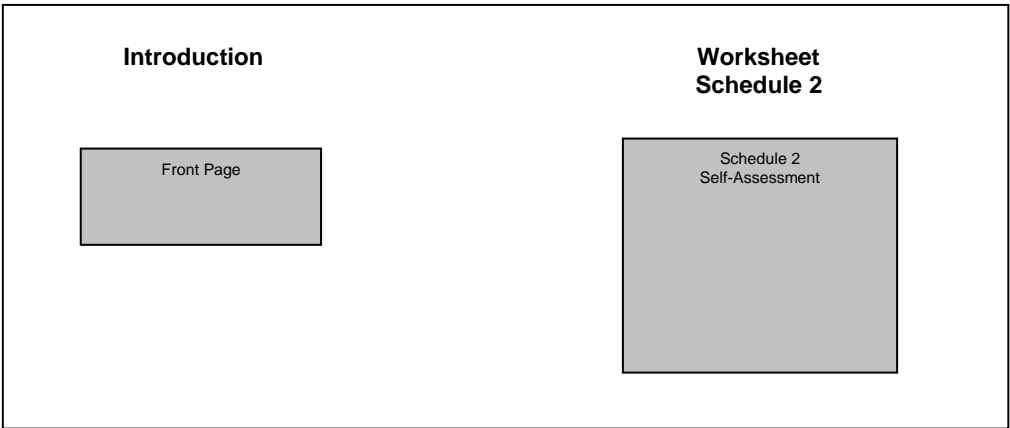 Introduction
Front Page
Worksheet
Schedule 2
Schedule 2
Self-Assessment